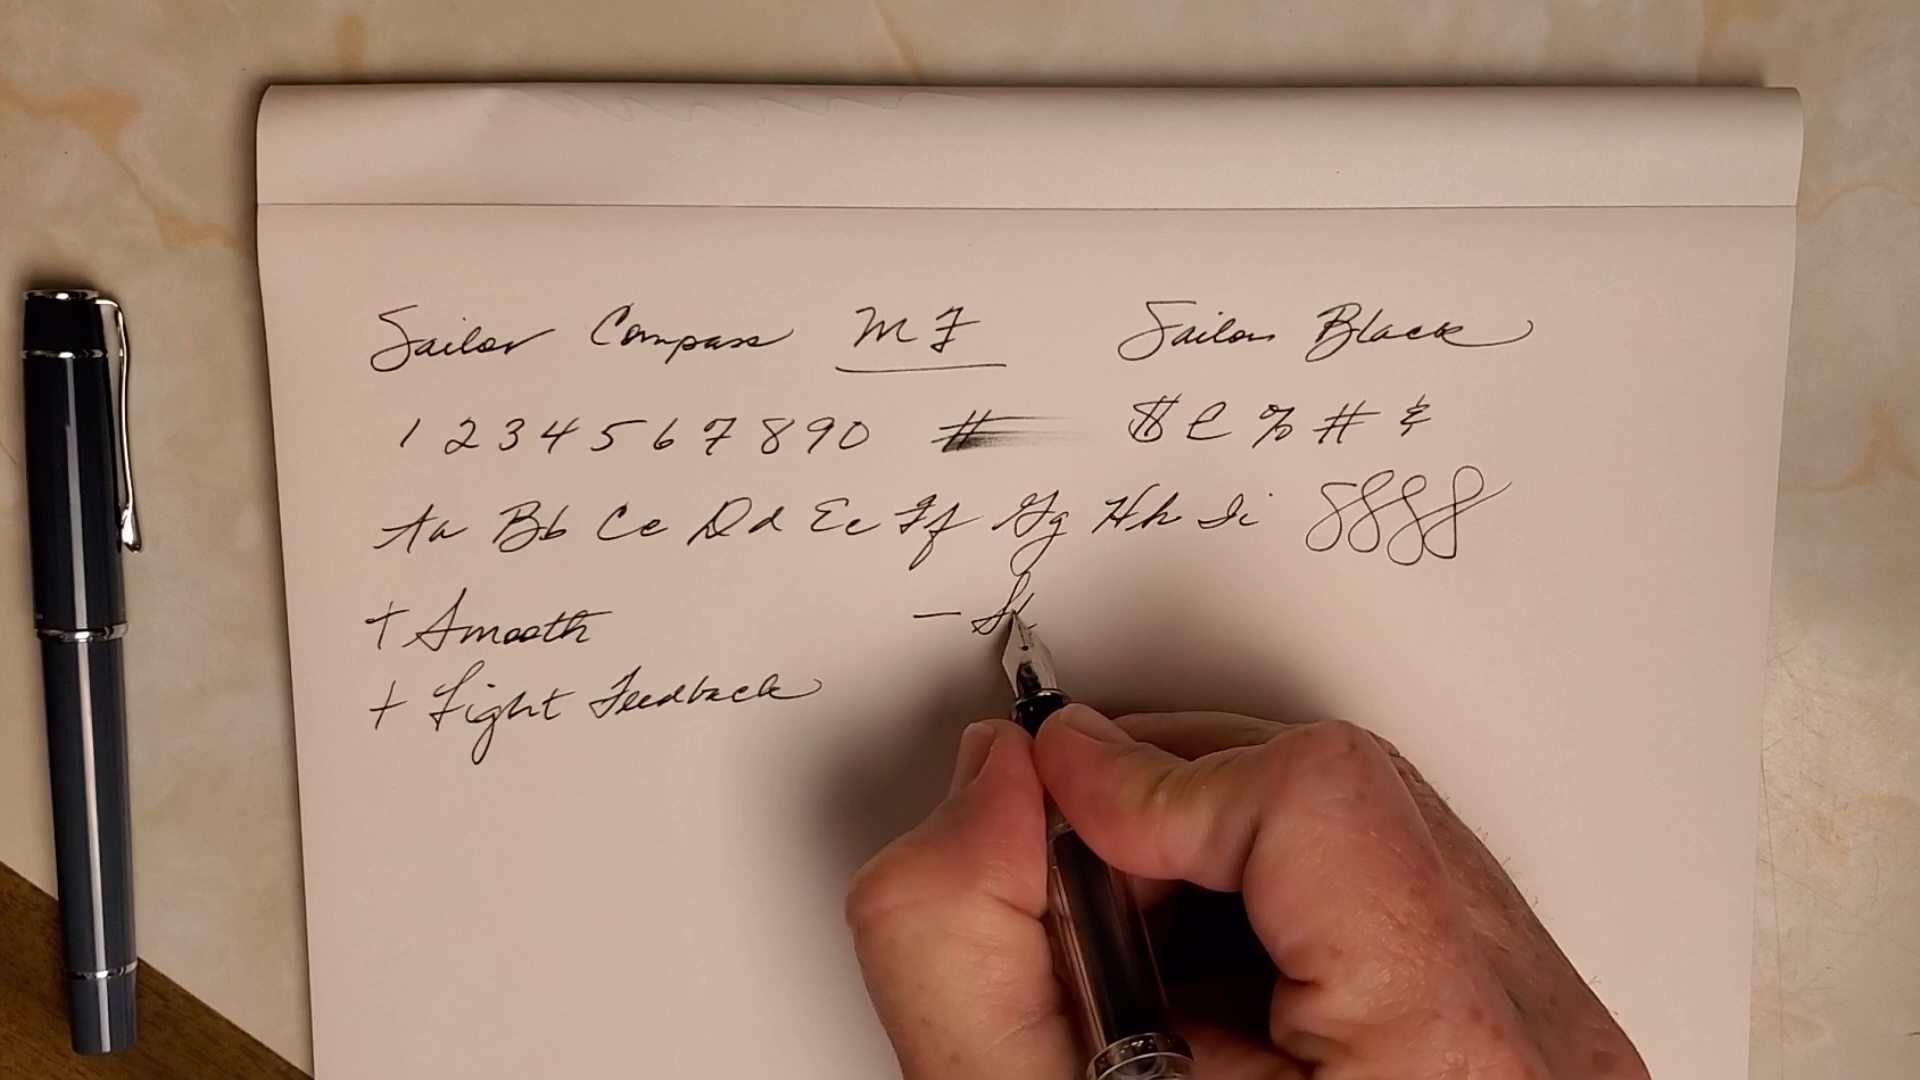 Sailor Compass MF Sailor Black
1 2 3 4 5 6 7 8 9 0 # $ € % # &
Aa Bb Cc Dd Ee Ff Gg Hh Ii
+ Smooth -
+ Light Feedback